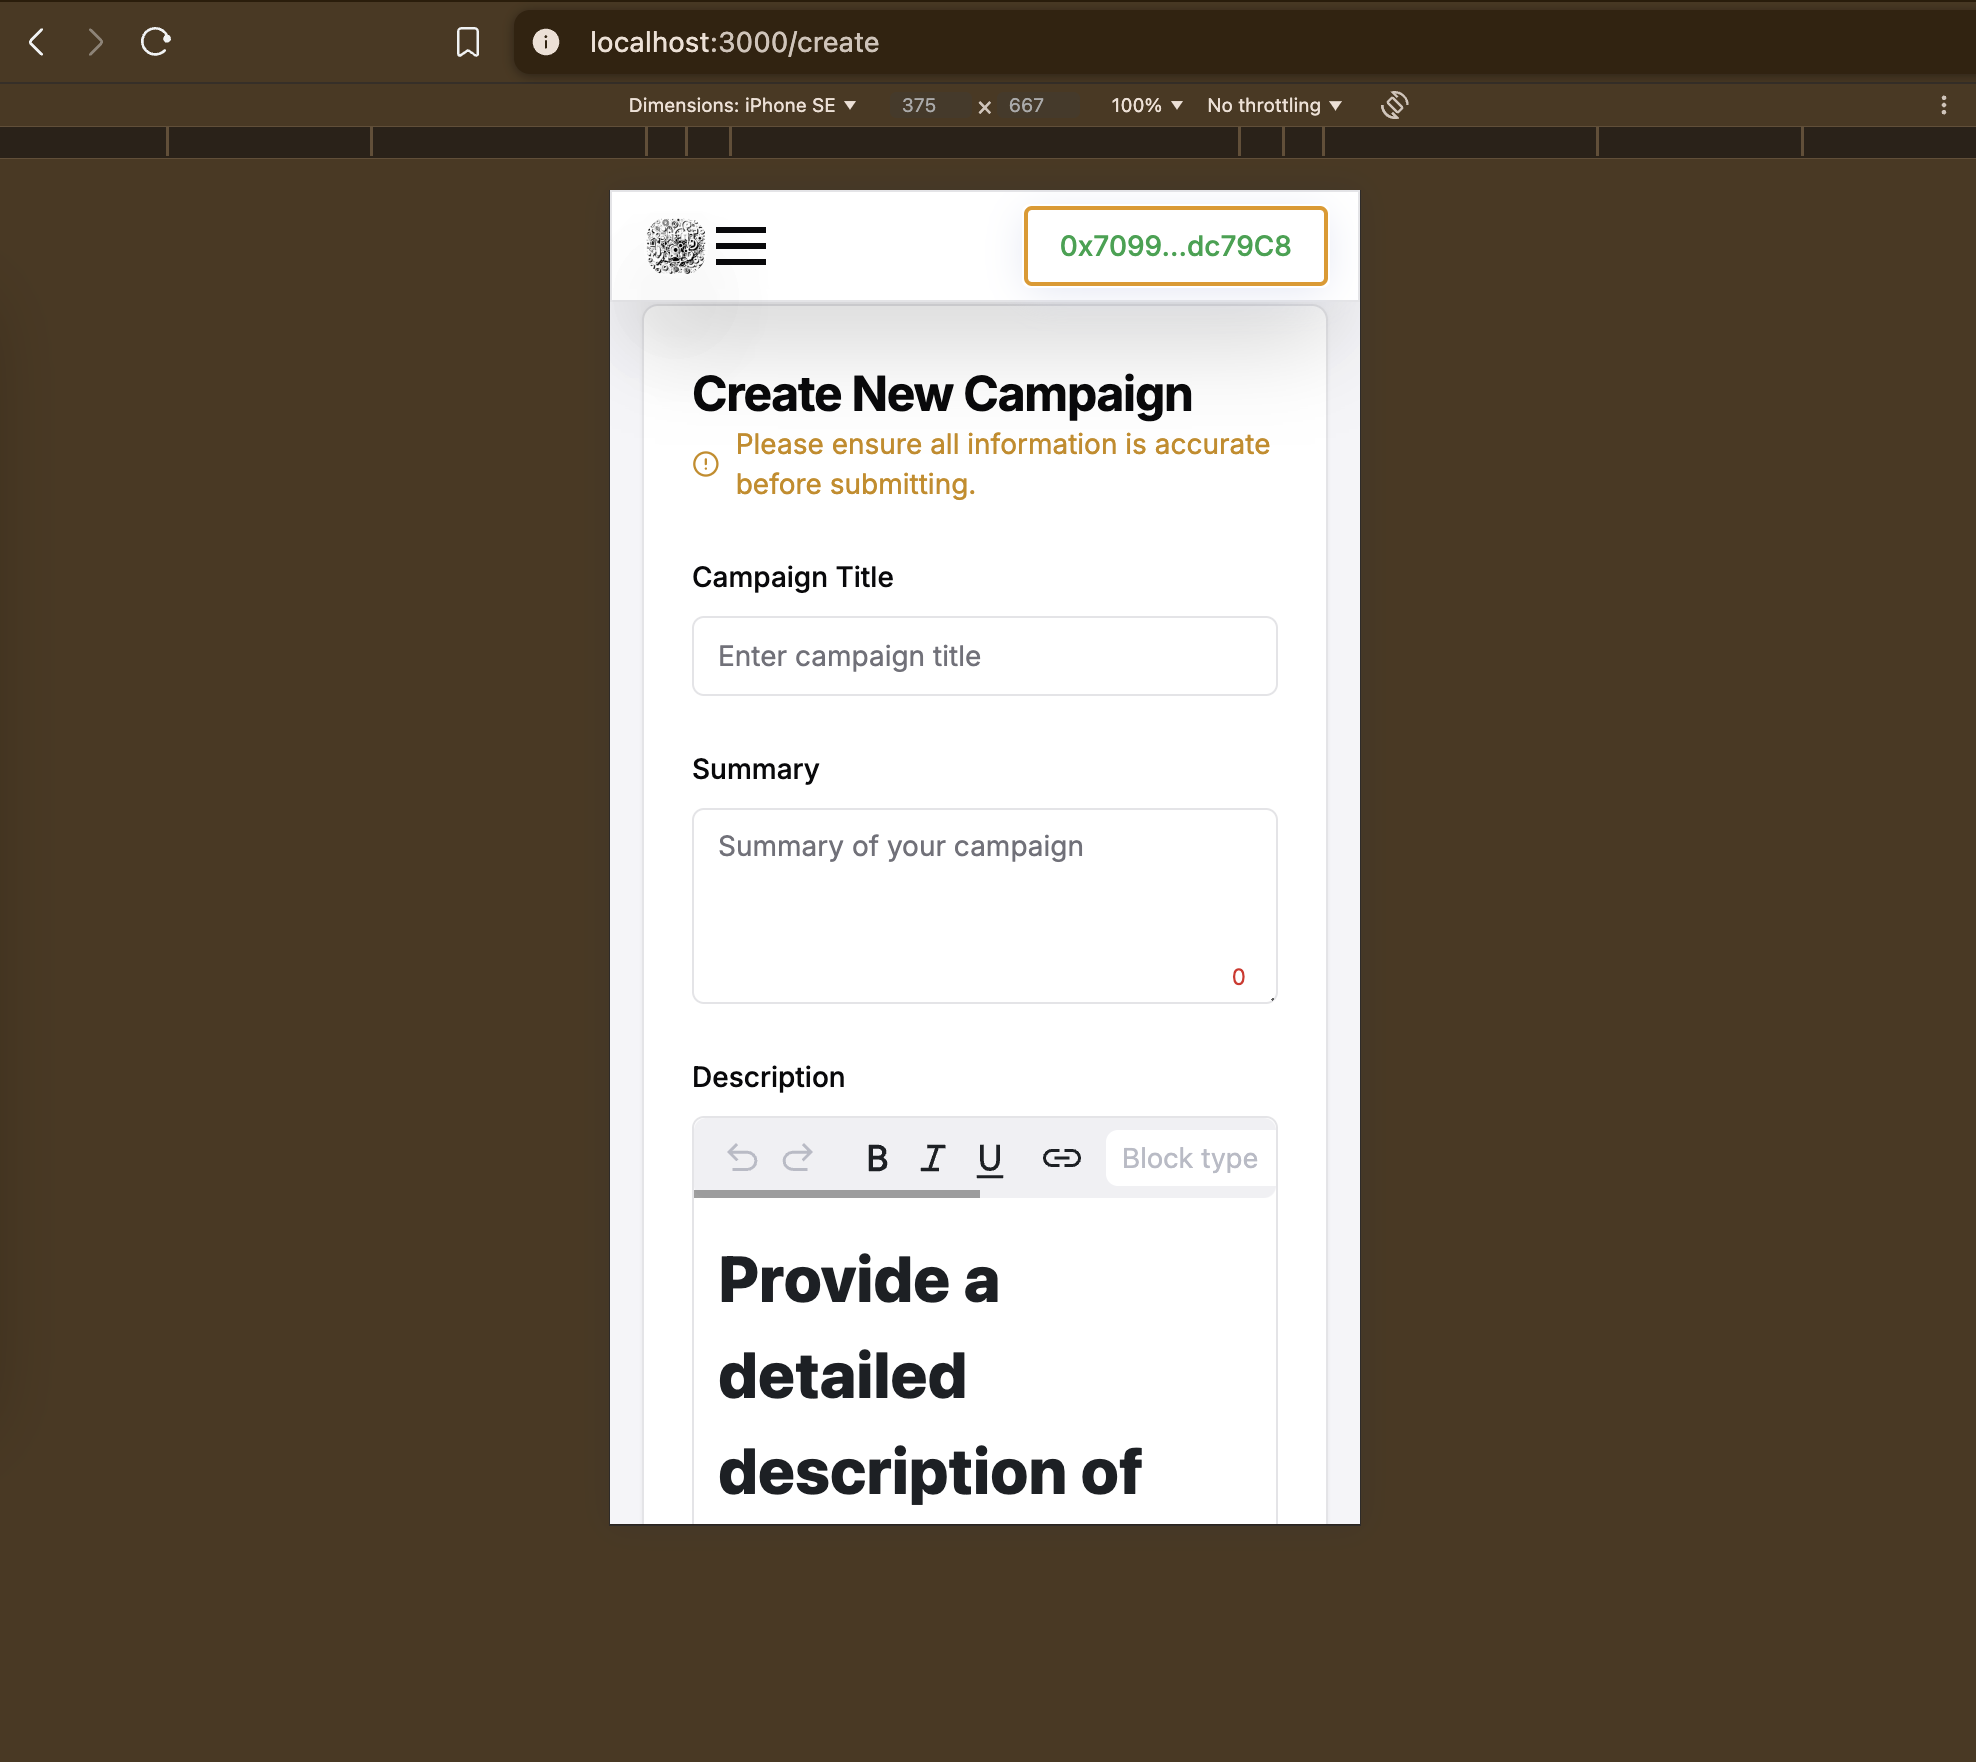 localhost:3000/create
Dimensions: iPhone SE 375 × 667 100% No throttling
0x7099...dc79C8
Create New Campaign
Please ensure all information is accurate
before submitting.
Campaign Title
Enter campaign title
Summary
Summary of your campaign
0
Description
B I U Block type
Provide a
detailed
description of